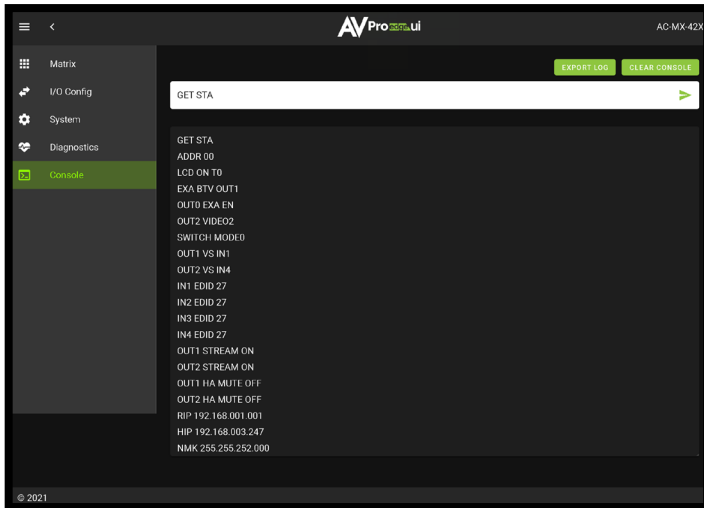 AVPro edge.ui
AC-MX-42X
Matrix
I/O Config
System
Diagnostics
Console
EXPORT LOG
CLEAR CONSOLE
GET STA
GET STA
ADDR 00
LCD ON T0
EXA BTV OUT1
OUT0 EXA EN
OUT2 VIDEO2
SWITCH MODE0
OUT1 VS IN1
OUT2 VS IN4
IN1 EDID 27
IN2 EDID 27
IN3 EDID 27
IN4 EDID 27
OUT1 STREAM ON
OUT2 STREAM ON
OUT1 HA MUTE OFF
OUT2 HA MUTE OFF
RIP 192.168.001.001
HIP 192.168.003.247
NMK 255.255.252.000
© 2021